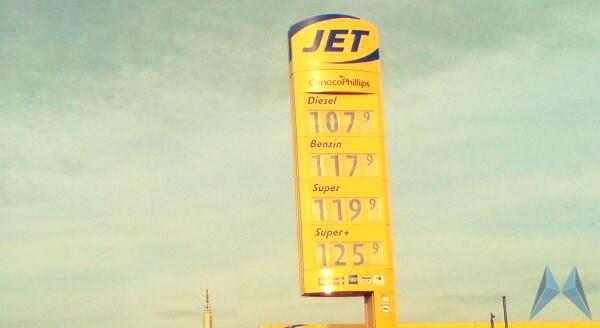 JET
ConocoPhillips
Diesel
107 9
Benzin
117 9
Super
119 9
Super+
125 9